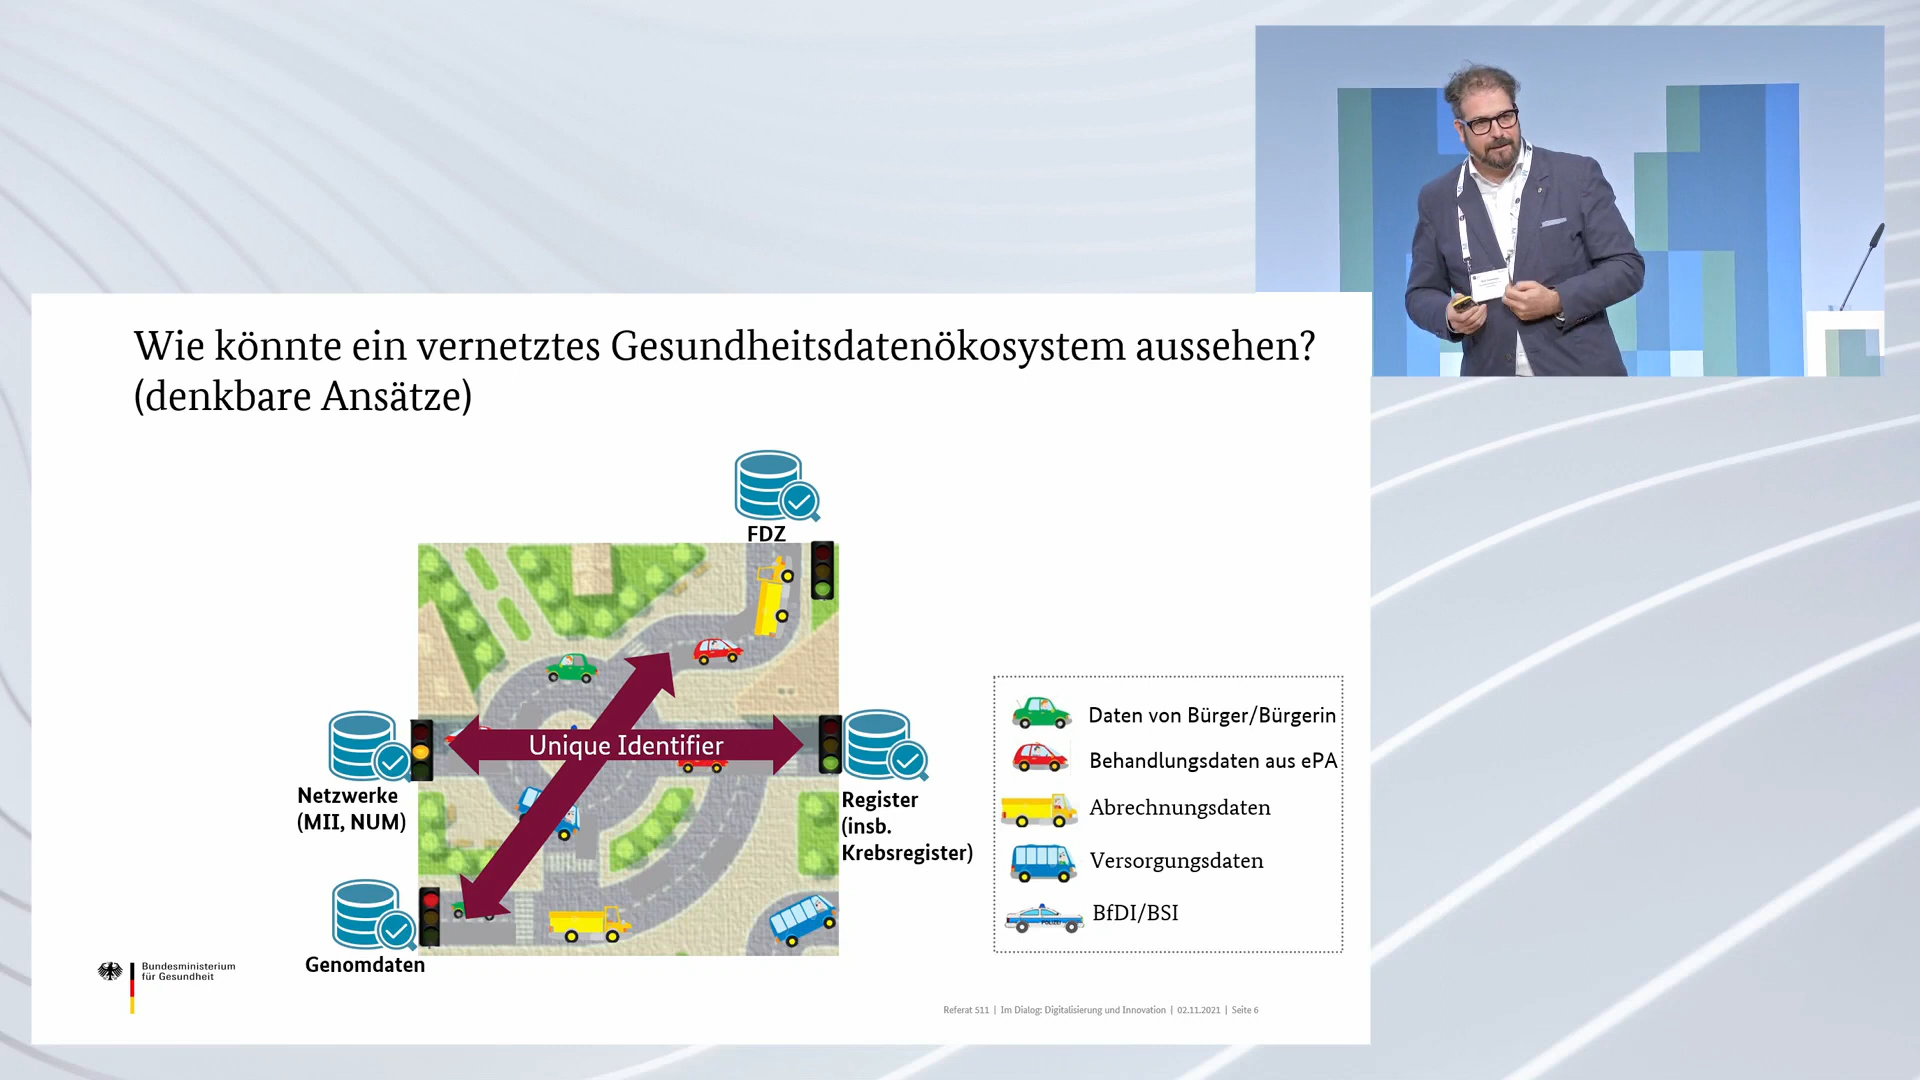 Wie könnte ein vernetztes Gesundheitsdatenökosystem aussehen?
(denkbare Ansätze)
FDZ
Unique Identifier
Netzwerke
(MII, NUM)
Register
(insb.
Krebsregister)
Genomdaten
Daten von Bürger/Bürgerin
Behandlungsdaten aus ePA
Abrechnungsdaten
Versorgungsdaten
POLIZEI
BfDI/BSI
Bundesministerium
für Gesundheit
Referat 511 | Im Dialog: Digitalisierung und Innovation | 02.11.2021 | Seite 6